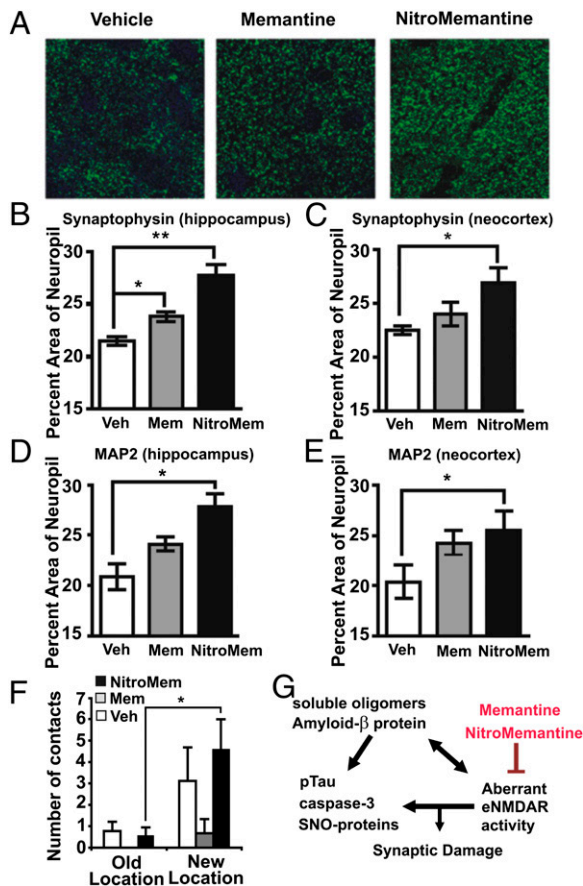 A
Vehicle
Memantine
NitroMemantine
B
Synaptophysin (hippocampus)
Percent Area of Neuropil
30
25
20
15
*
**
Veh
Mem
NitroMem
C
Synaptophysin (neocortex)
Percent Area of Neuropil
30
25
20
15
*
Veh
Mem
NitroMem
D
MAP2 (hippocampus)
Percent Area of Neuropil
30
25
20
15
*
Veh
Mem
NitroMem
E
MAP2 (neocortex)
Percent Area of Neuropil
30
25
20
15
*
Veh
Mem
NitroMem
F
NitroMem
Mem
Veh
Number of contacts
7
6
5
4
3
2
1
0
*
Old
Location
New
Location
G
soluble oligomers
Amyloid-β protein
Memantine
NitroMemantine
pTau
caspase-3
SNO-proteins
Aberrant
eNMDAR
activity
Synaptic Damage